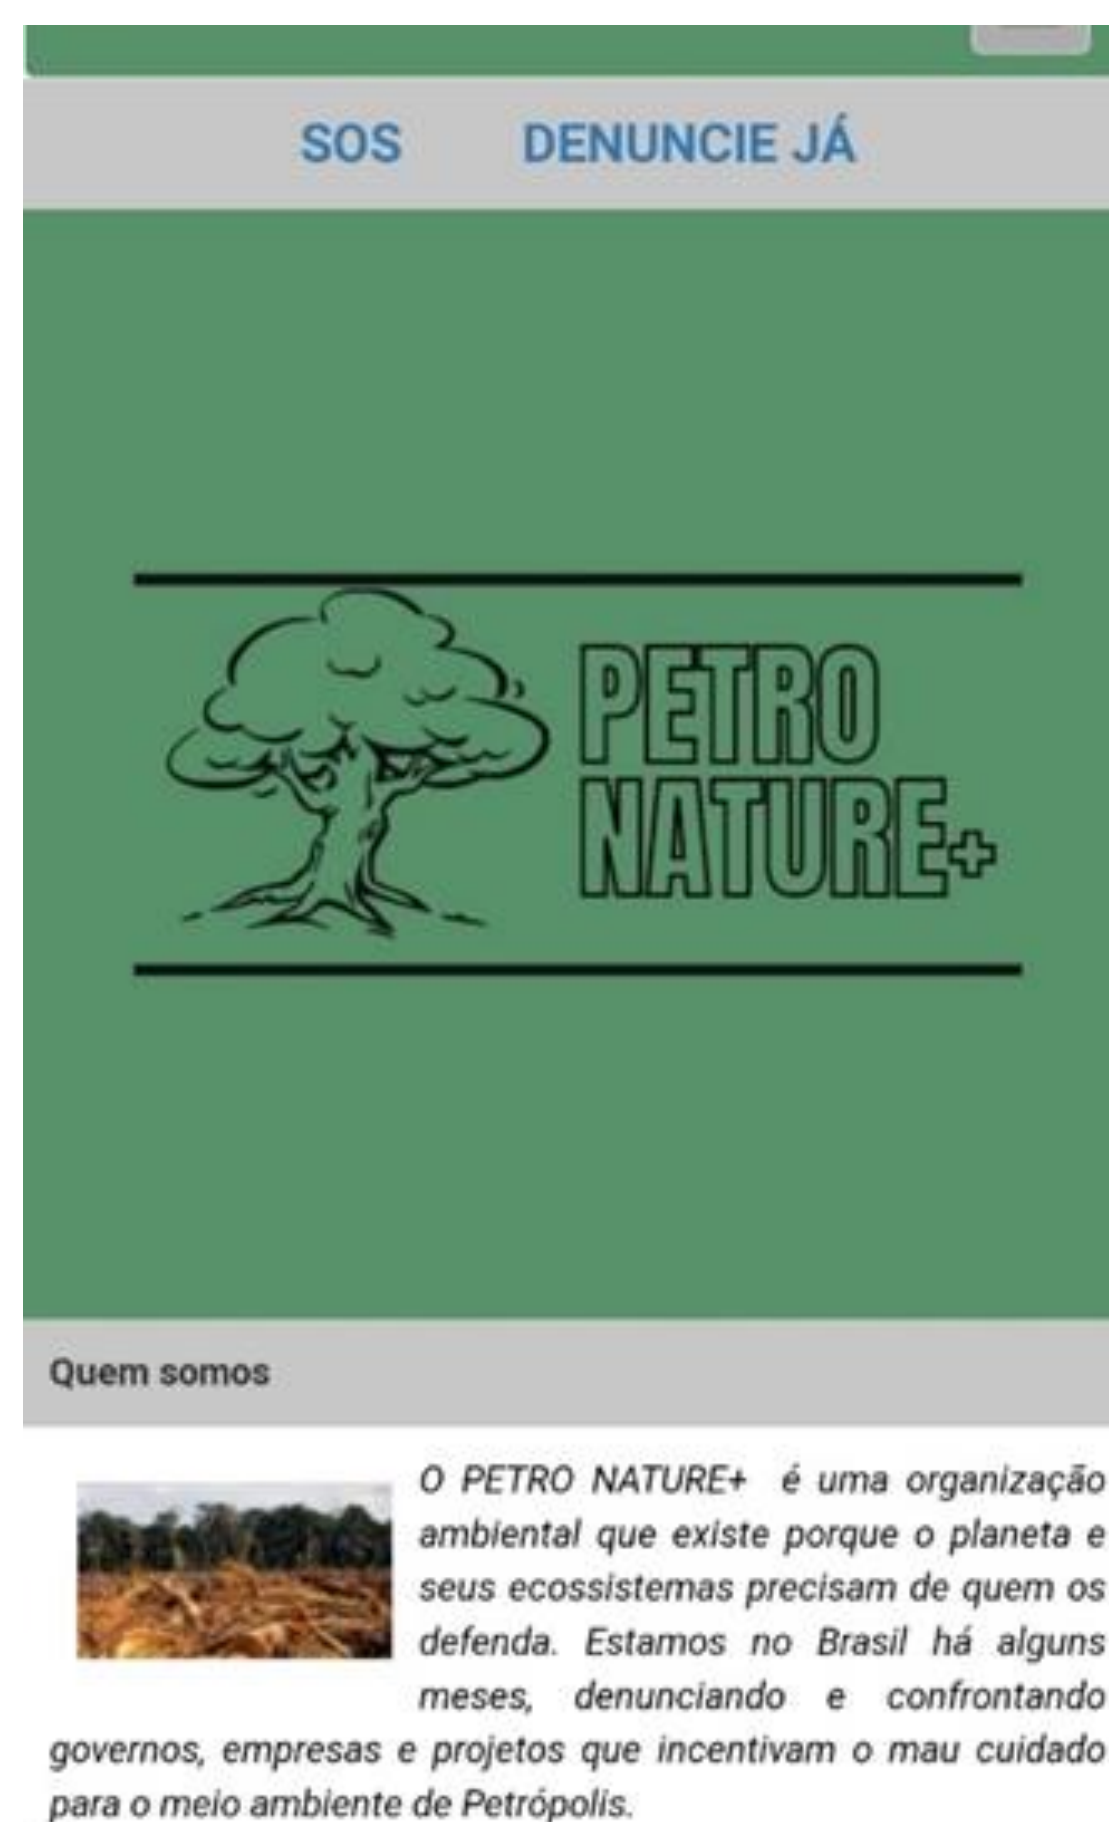 SOS DENUNCIE JÁ
PETRO
NATURE+
Quem somos
O PETRO NATURE+ é uma organização
ambiental que existe porque o planeta e
seus ecossistemas precisam de quem os
defenda. Estamos no Brasil há alguns
meses, denunciando e confrontando
governos, empresas e projetos que incentivam o mau cuidado
para o meio ambiente de Petrópolis.